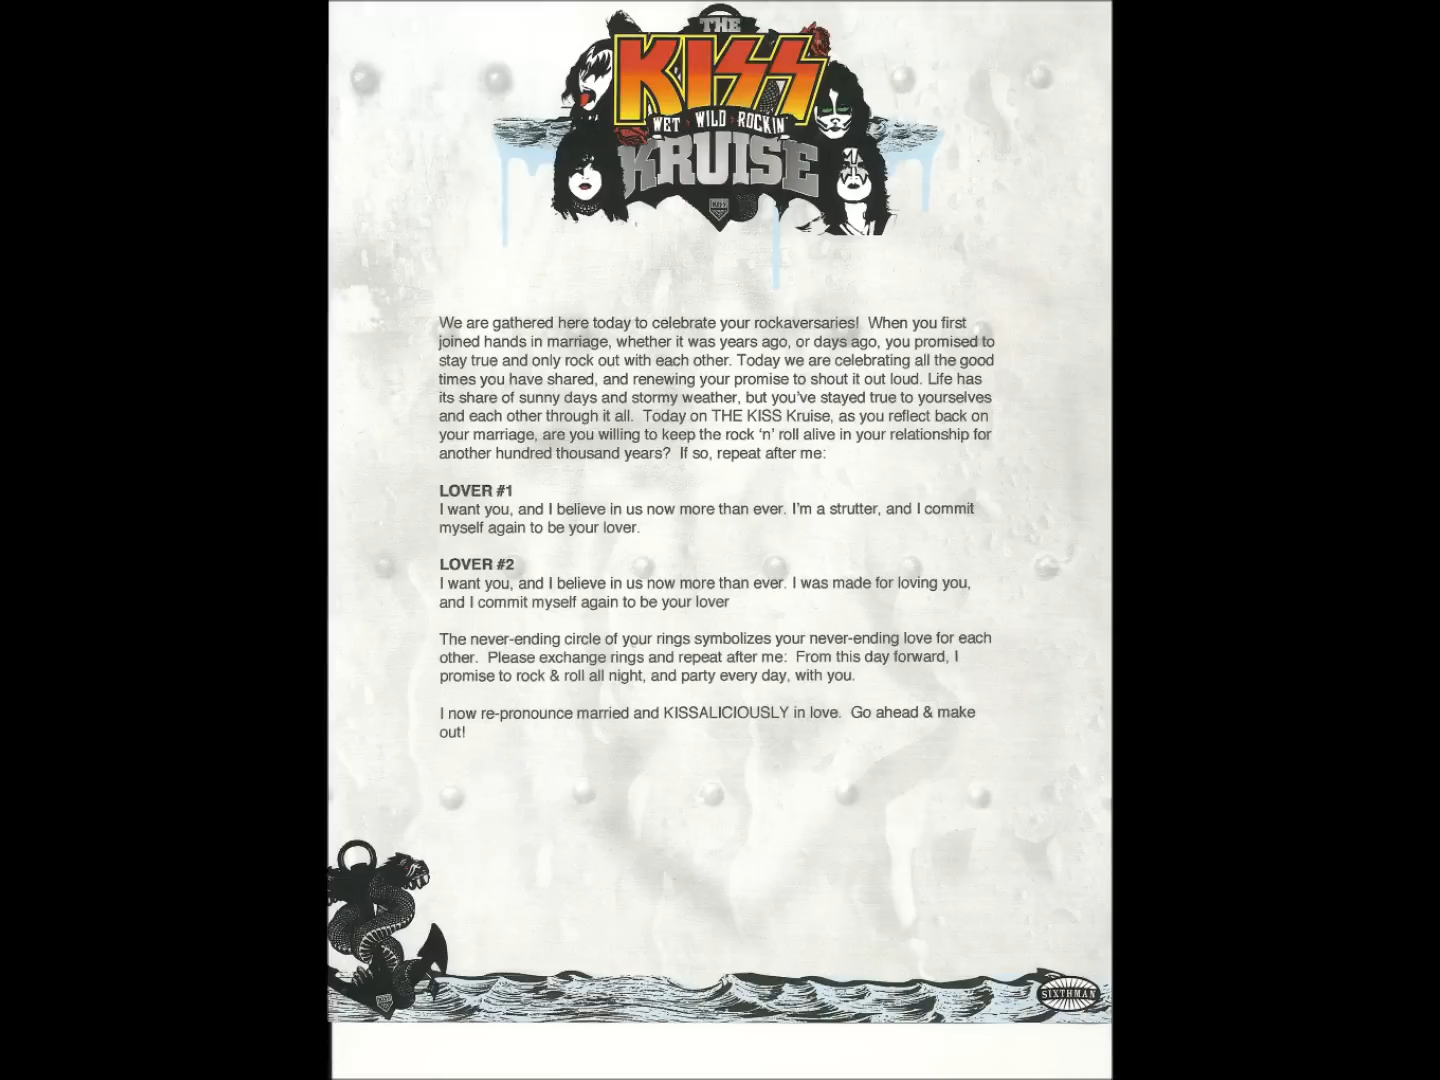 THE
KISS
WET WILD ROCKIN'
KRUISE
KISS
We are gathered here today to celebrate your rockaversaries! When you first
joined hands in marriage, whether it was years ago, or days ago, you promised to
stay true and only rock out with each other. Today we are celebrating all the good
times you have shared, and renewing your promise to shout it out loud. Life has
its share of sunny days and stormy weather, but you've stayed true to yourselves
and each other through it all. Today on THE KISS Kruise, as you reflect back on
your marriage, are you willing to keep the rock 'n' roll alive in your relationship for
another hundred thousand years? If so, repeat after me:
LOVER #1
I want you, and I believe in us now more than ever. I'm a strutter, and I commit
myself again to be your lover.
LOVER #2
I want you, and I believe in us now more than ever. I was made for loving you,
and I commit myself again to be your lover
The never-ending circle of your rings symbolizes your never-ending love for each
other. Please exchange rings and repeat after me: From this day forward, I
promise to rock & roll all night, and party every day, with you.
I now re-pronounce married and KISSALICIOUSLY in love. Go ahead & make
out!
SIXTHMAN